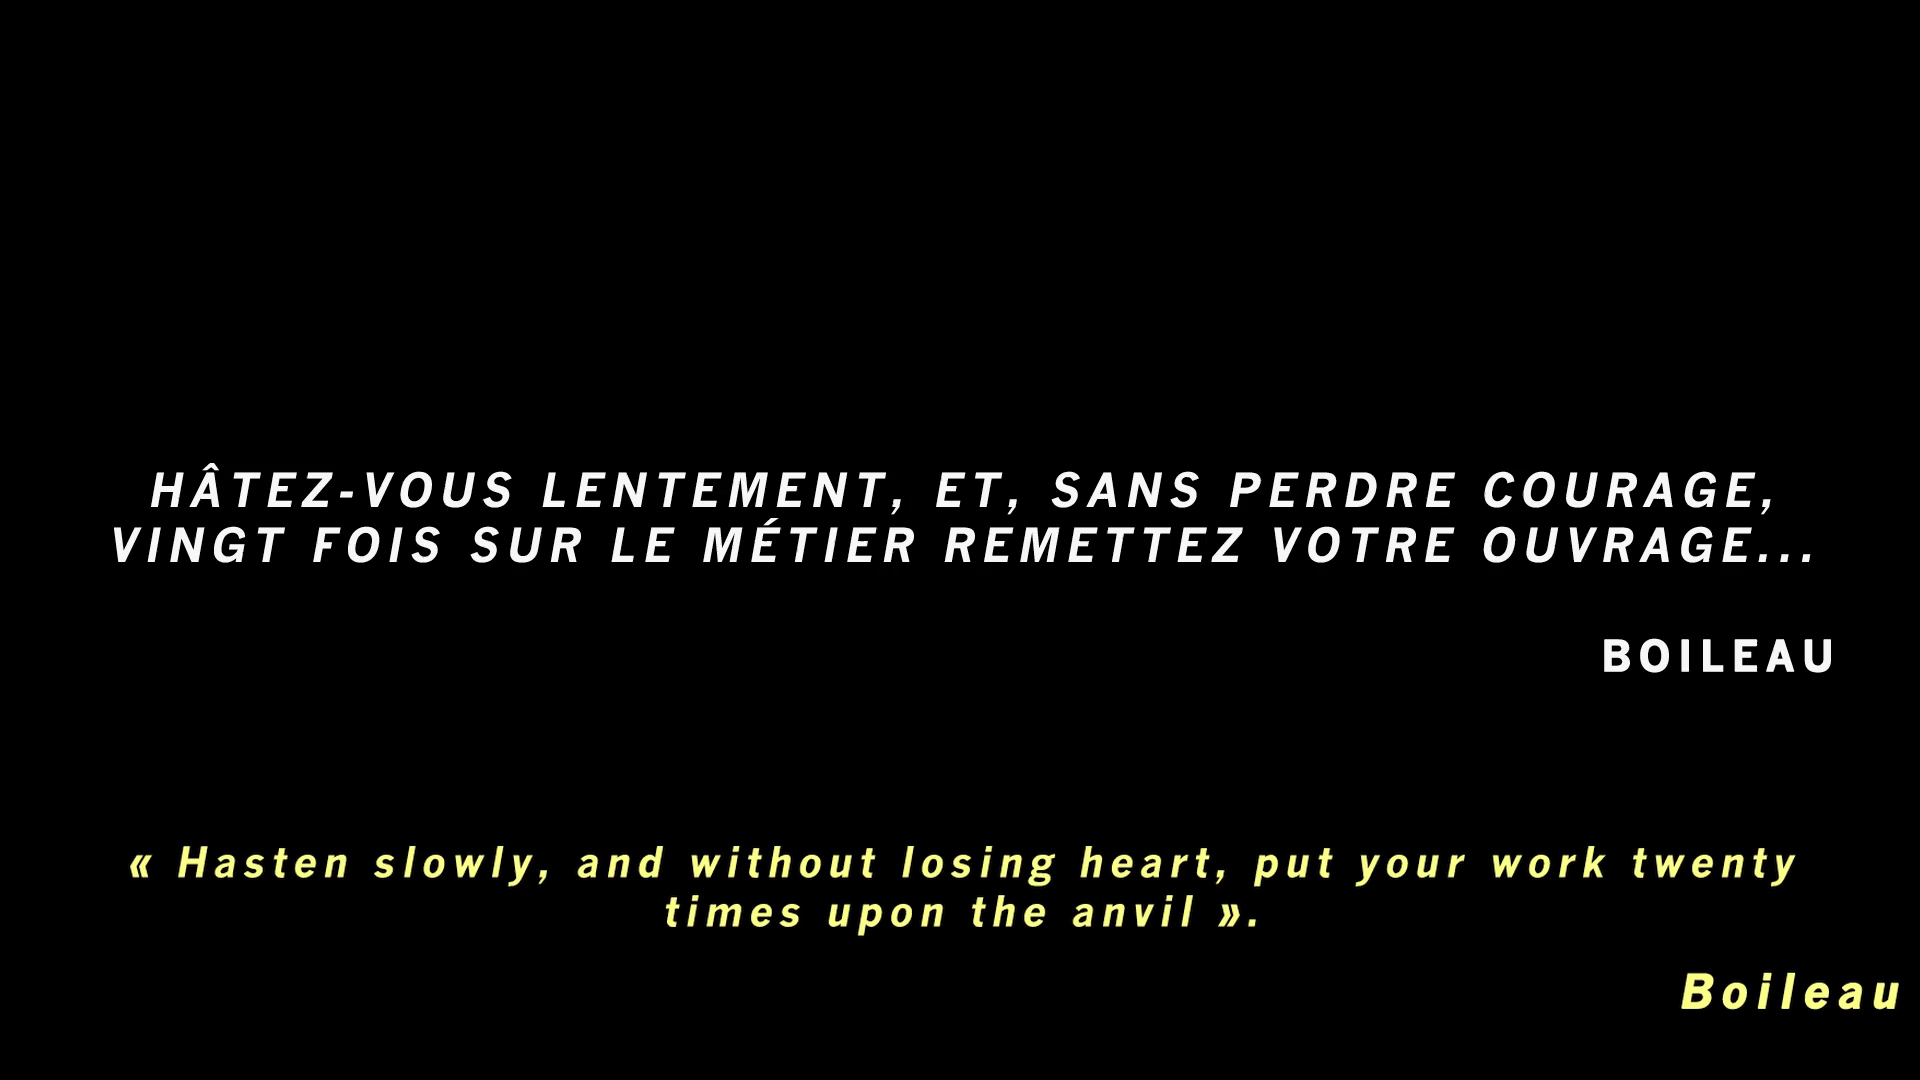 HÂTEZ-VOUS LENTEMENT, ET, SANS PERDRE COURAGE,
VINGT FOIS SUR LE MÉTIER REMETTEZ VOTRE OUVRAGE...
BOILEAU
« Hasten slowly, and without losing heart, put your work twenty
times upon the anvil ».
Boileau